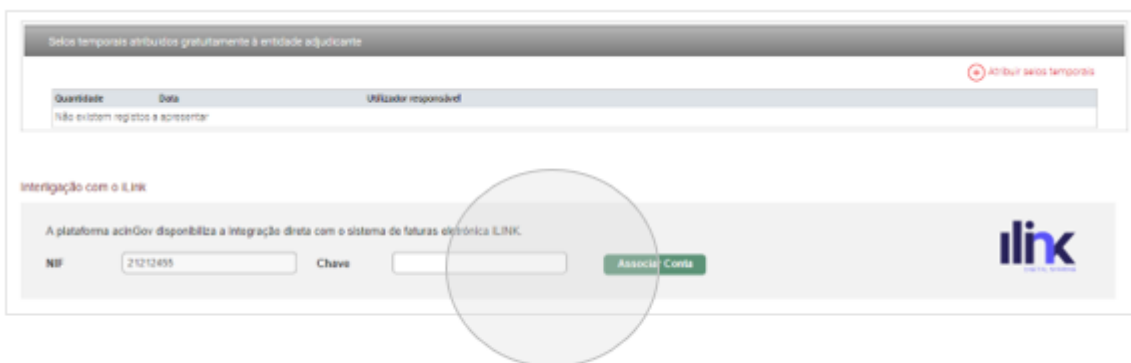 Selos temporais atribuídos gratuitamente à entidade adjudicante
Atribuir selos temporais
Quantidade Data Utilizador responsável
Não existem registos a apresentar
Interligação com o iLink
A plataforma acinGov disponibiliza a integração direta com o sistema de faturas eletrónica iLINK.
NIF 21212455 Chave Associar Conta
ilink